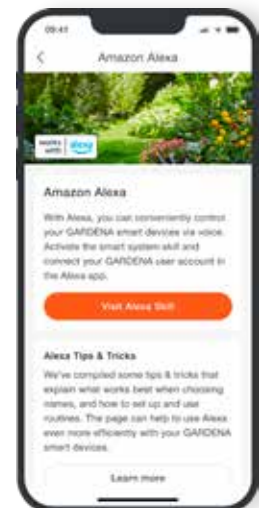 09:41
Amazon Alexa
works with alexa
Amazon Alexa
With Alexa, you can conveniently control
your GARDENA smart devices via voice.
Activate the smart system skill and
connect your GARDENA user account in
the Alexa app.
Visit Alexa Skill
Alexa Tips & Tricks
We've compiled some tips & tricks that
explain what works best when choosing
names, and how to set up and use
routines. The page can help to use Alexa
even more efficiently with your GARDENA
smart devices.
Learn more